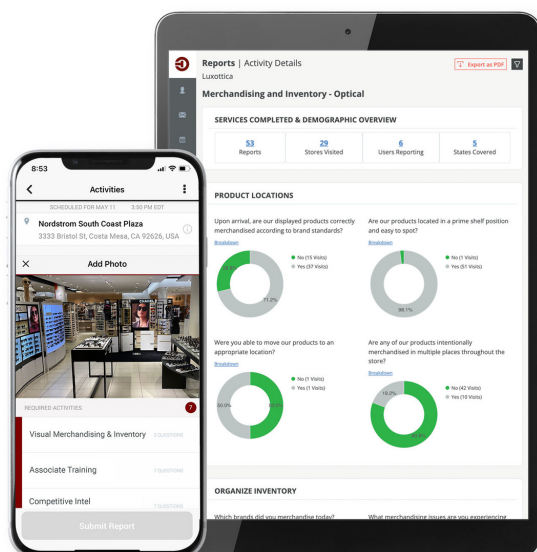 Reports | Activity Details
Export as PDF
Luxottica
Merchandising and Inventory - Optical
SERVICES COMPLETED & DEMOGRAPHIC OVERVIEW
53 29 6 5
Reports Stores Visited Users Reporting States Covered
PRODUCT LOCATIONS
Upon arrival, are our displayed products correctly
merchandised according to brand standards?
Breakdown
No (15 Visits)
Yes (37 Visits)
71.2%
Are our products located in a prime shelf position
and easy to spot?
Breakdown
No (1 Visits)
Yes (51 Visits)
98.1%
Were you able to move our products to an
appropriate location?
Breakdown
No (1 Visits)
Yes (1 Visits)
50.0%
Are any of our products intentionally
merchandised in multiple places throughout the
store?
Breakdown
No (42 Visits)
Yes (10 Visits)
19.2%
ORGANIZE INVENTORY
Which brands did you merchandise today?
What merchandising issues are you experiencing
8:53
Activities
SCHEDULED FOR MAY 11 3:50 PM EDT
Nordstrom South Coast Plaza
3333 Bristol St, Costa Mesa, CA 92626, USA
Add Photo
CHANEL
REQUIRED ACTIVITIES 7
Visual Merchandising & Inventory
Associate Training 7 QUESTIONS
Competitive Intel 7 QUESTIONS
Submit Report